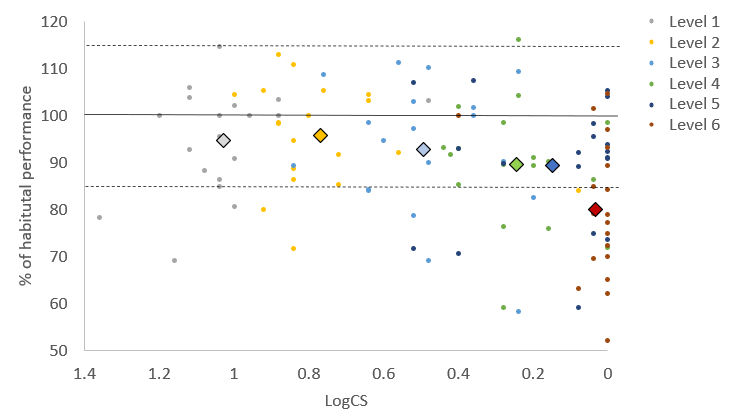 120
110
100
90
80
70
60
50
% of habitutal performance
1.4 1.2 1 0.8 0.6 0.4 0.2 0
LogCS
Level 1
Level 2
Level 3
Level 4
Level 5
Level 6